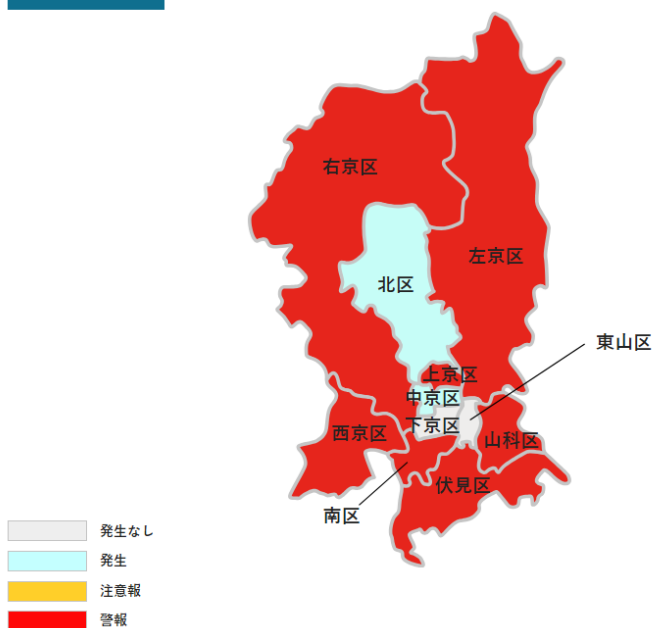 右京区
左京区
北区
東山区
上京区
中京区
下京区
西京区
山科区
伏見区
南区
発生なし
発生
注意報
警報